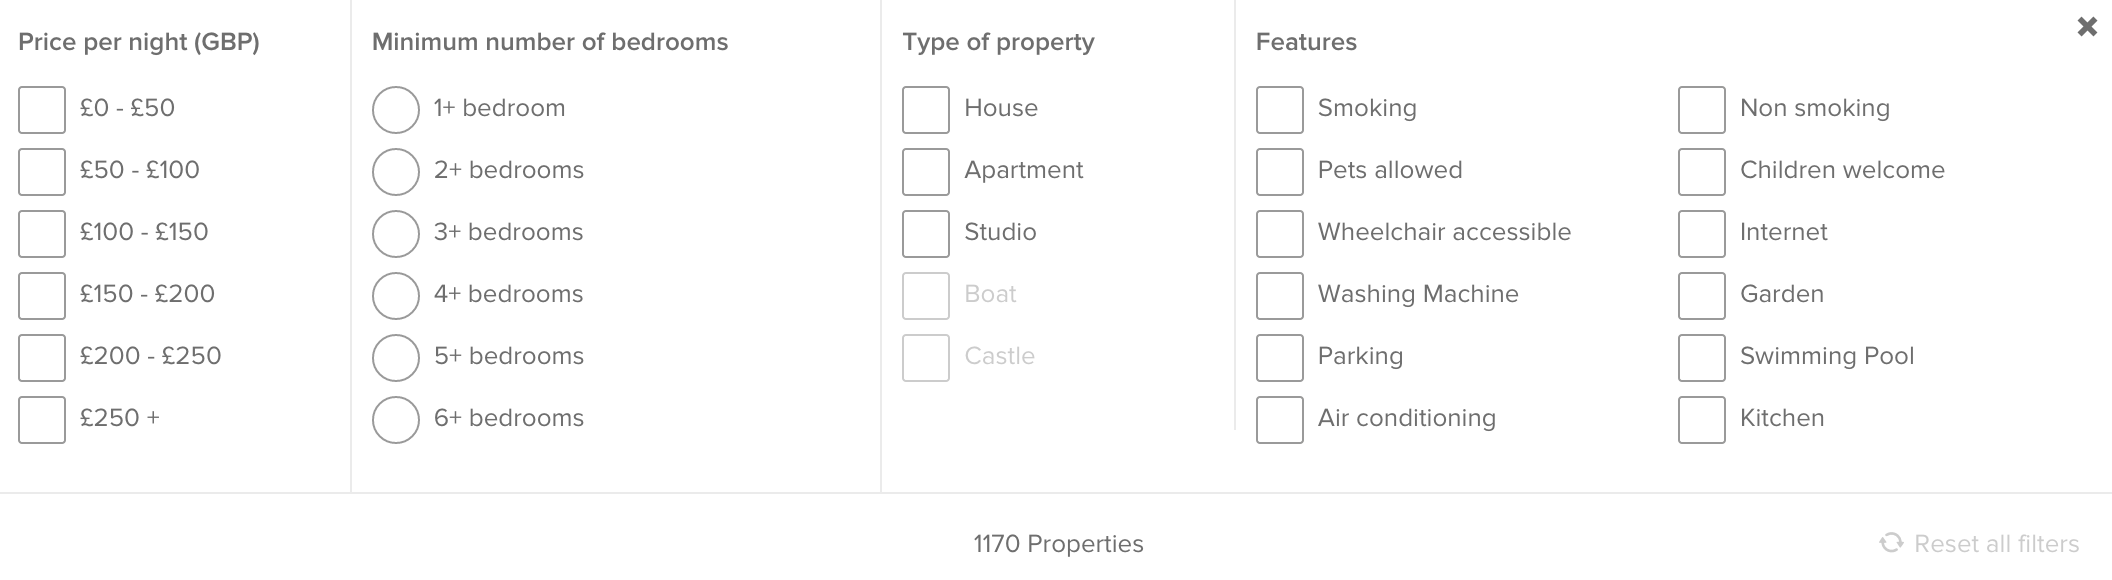 Price per night (GBP)
£0 - £50
£50 - £100
£100 - £150
£150 - £200
£200 - £250
£250 +
Minimum number of bedrooms
1+ bedroom
2+ bedrooms
3+ bedrooms
4+ bedrooms
5+ bedrooms
6+ bedrooms
Type of property
House
Apartment
Studio
Boat
Castle
Features
Smoking
Pets allowed
Wheelchair accessible
Washing Machine
Parking
Air conditioning
Non smoking
Children welcome
Internet
Garden
Swimming Pool
Kitchen
1170 Properties
Reset all filters